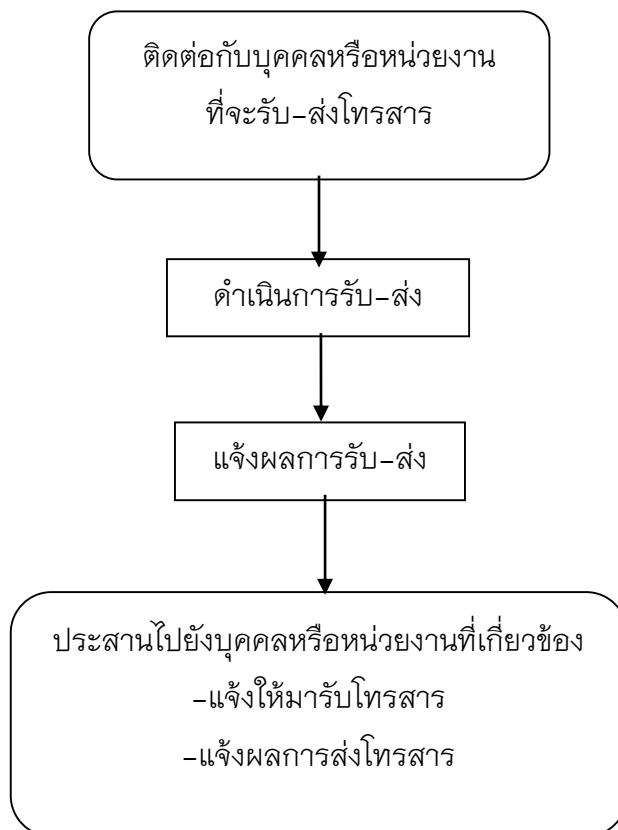 ติดต่อกับบุคคลหรือหน่วยงาน
ที่จะรับ-ส่งโทรสาร
ดำเนินการรับ-ส่ง
แจ้งผลการรับ-ส่ง
ประสานไปยังบุคคลหรือหน่วยงานที่เกี่ยวข้อง
-แจ้งให้มารับโทรสาร
-แจ้งผลการส่งโทรสาร